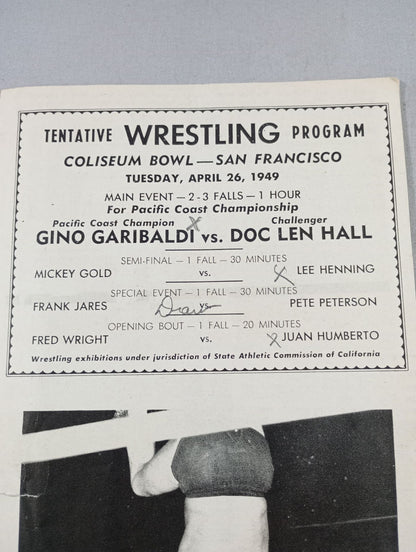 TENTATIVE WRESTLING PROGRAM
COLISEUM BOWL — SAN FRANCISCO
TUESDAY, APRIL 26, 1949
MAIN EVENT — 2-3 FALLS — 1 HOUR
For Pacific Coast Championship
Pacific Coast Champion X Challenger
GINO GARIBALDI vs. DOC LEN HALL
SEMI-FINAL — 1 FALL — 30 MINUTES
MICKEY GOLD vs. X LEE HENNING
SPECIAL EVENT — 1 FALL — 30 MINUTES
FRANK JARES Draw vs. PETE PETERSON
OPENING BOUT — 1 FALL — 20 MINUTES
FRED WRIGHT vs. X JUAN HUMBERTO
Wrestling exhibitions under jurisdiction of State Athletic Commission of California